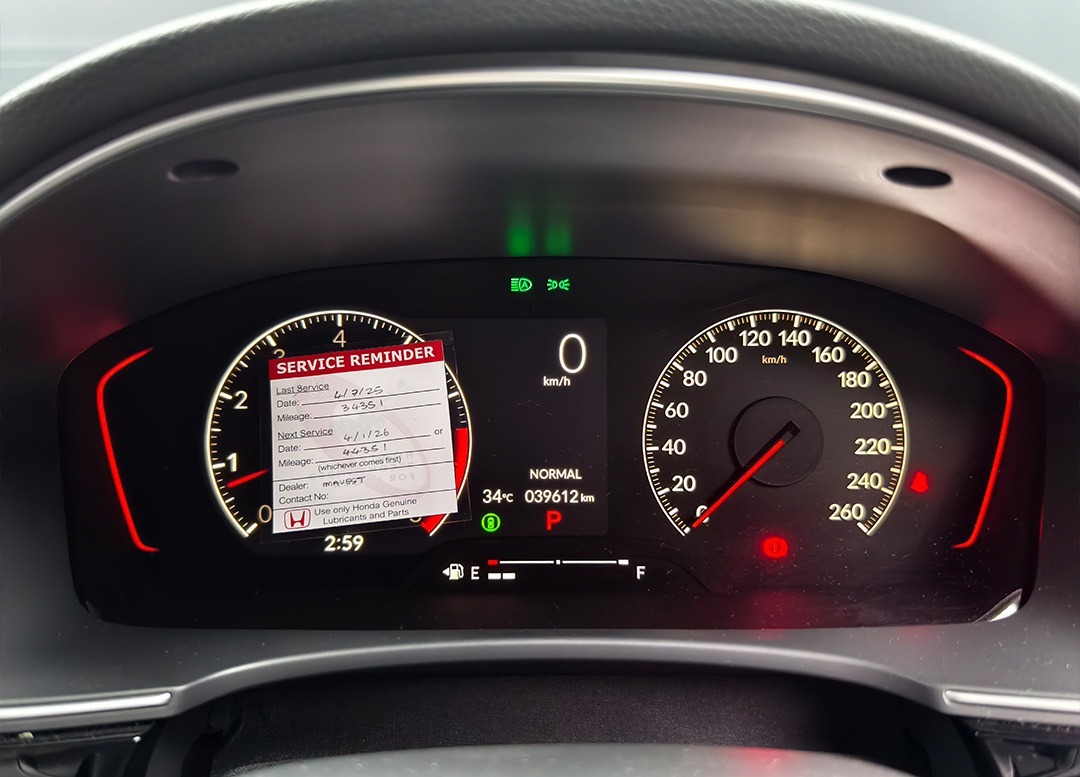 4
3
2
1
0
SERVICE REMINDER
Last Service
Date: 4/7/25
Mileage: 34351
Next Service
Date: 4/1/26 or
Mileage: 44351
(whichever comes first)
Dealer:
Contact No:
Use only Honda Genuine
Lubricants and Parts
2:59
0
km/h
NORMAL
34°C 039612 km
P
E F
0
20
40
60
80
100
120
140
160
180
200
220
240
260
km/h
A